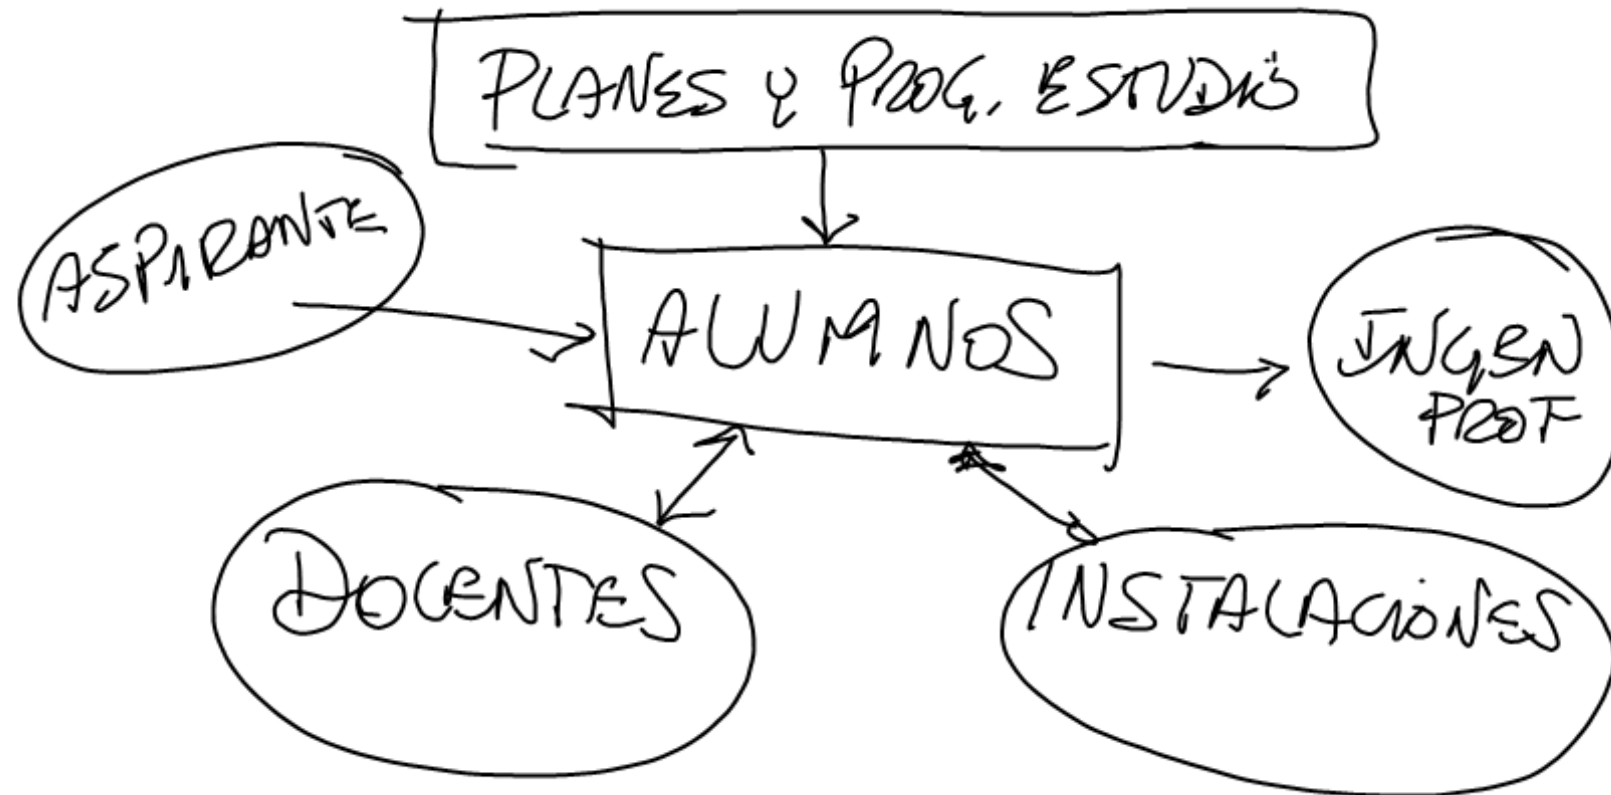 PLANES Y PROG. ESTUDIO
ASPIRANTE
ALUMNOS
INGEN
PROF
DOCENTES
INSTALACIONES